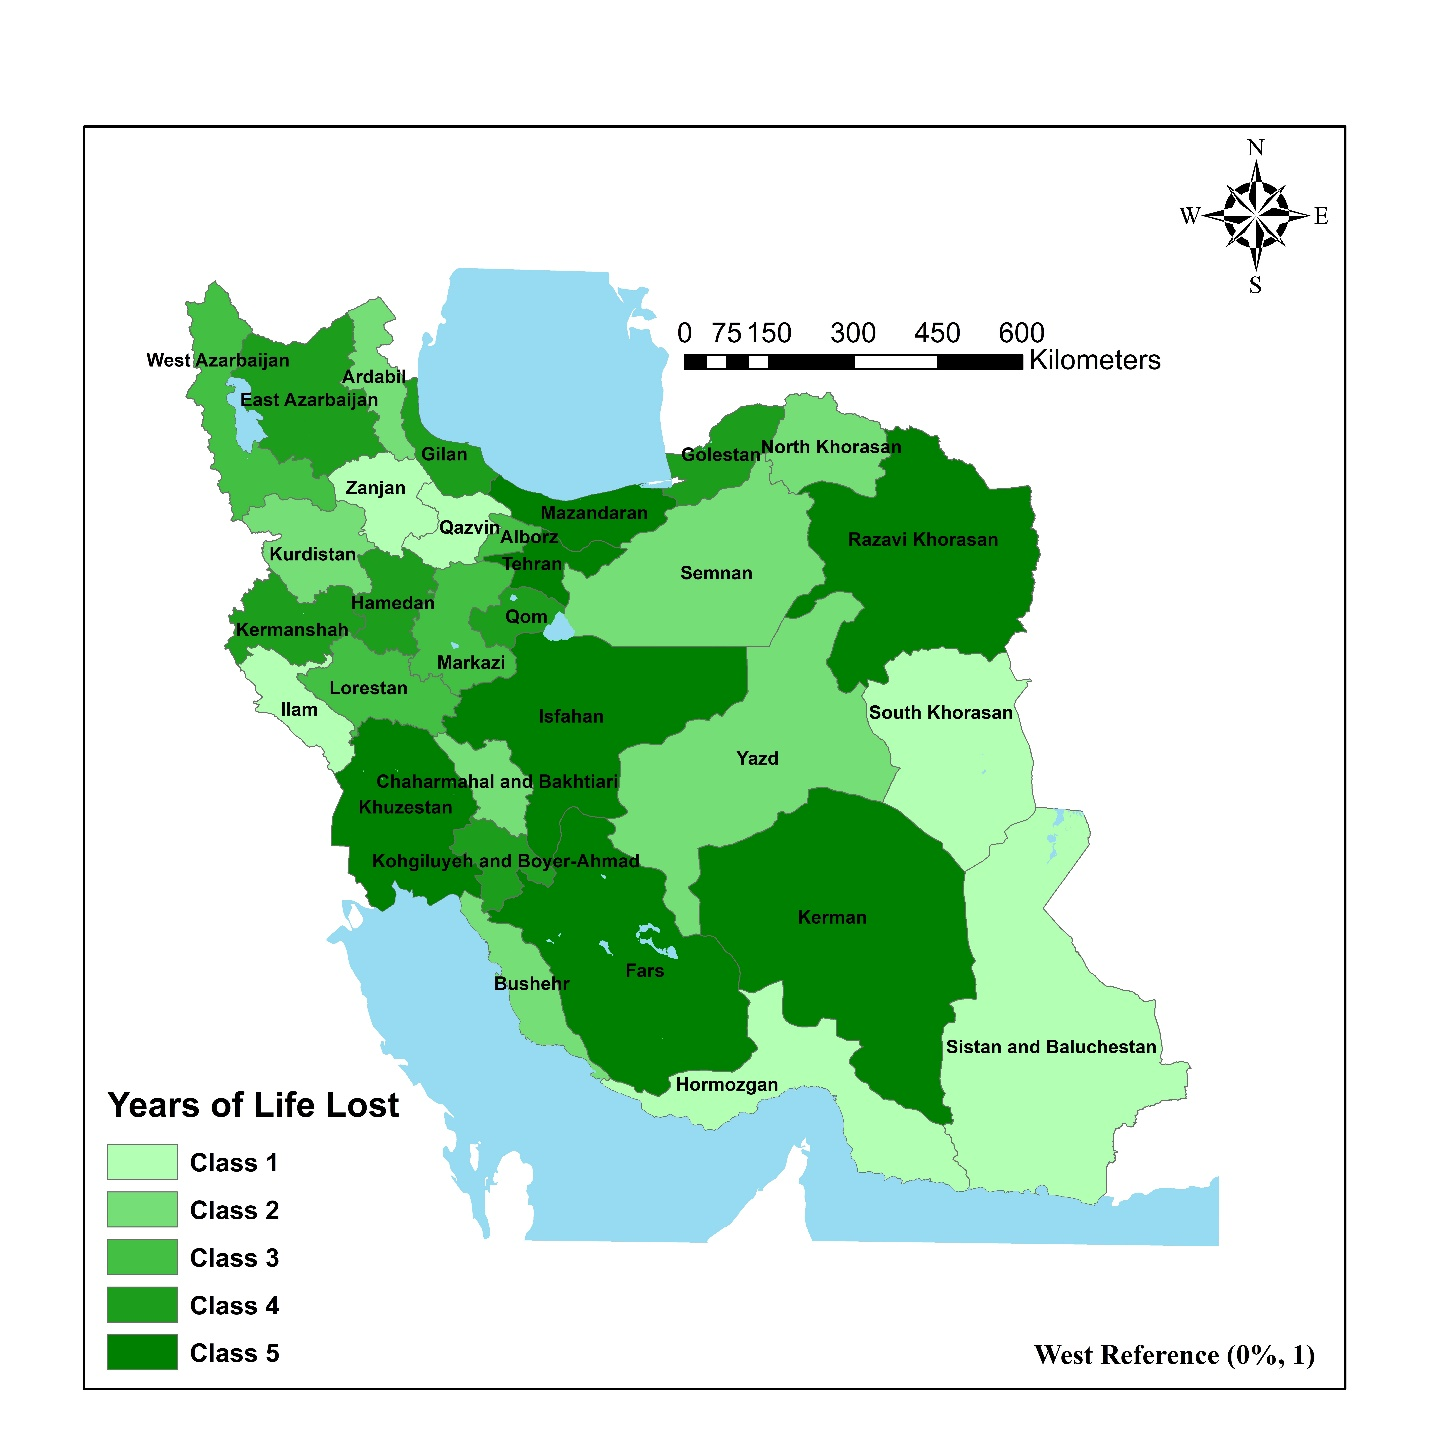 N
W E
S
0 75 150 300 450 600
Kilometers
West Azarbaijan
Ardabil
East Azarbaijan
Gilan
Golestan
North Khorasan
Zanjan
Mazandaran
Qazvin
Alborz
Razavi Khorasan
Kurdistan
Tehran
Semnan
Hamedan
Qom
Kermanshah
Markazi
Lorestan
Ilam
Isfahan
South Khorasan
Yazd
Chaharmahal and Bakhtiari
Khuzestan
Kohgiluyeh and Boyer-Ahmad
Kerman
Fars
Bushehr
Sistan and Baluchestan
Hormozgan
Years of Life Lost
Class 1
Class 2
Class 3
Class 4
Class 5
West Reference (0%, 1)